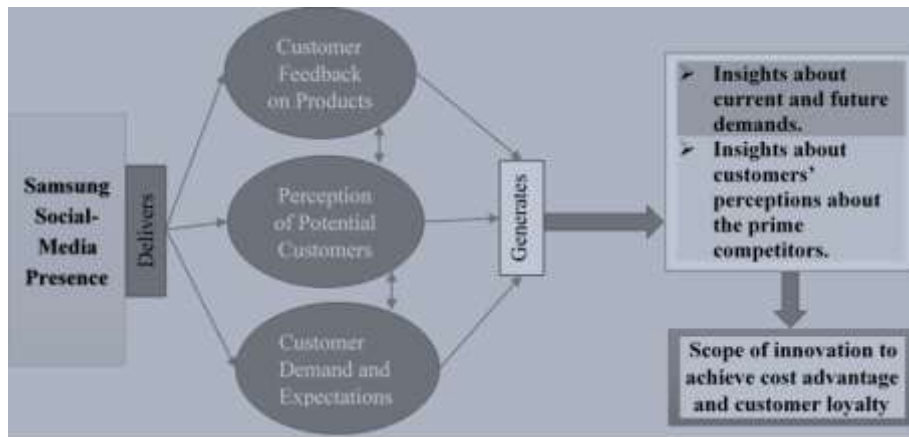 Samsung
Social-
Media
Presence
Delivers
Customer
Feedback
on Products
Perception
of Potential
Customers
Customer
Demand and
Expectations
Generates
➢ Insights about
current and future
demands.
➢ Insights about
customers'
perceptions about
the prime
competitors.
Scope of innovation to
achieve cost advantage
and customer loyalty